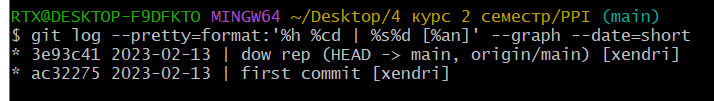 RTX@DESKTOP-F9DFKTO MINGW64 ~/Desktop/4 курс 2 семестр/PPI (main)
$ git log --pretty=format:'%h %cd | %s%d [%an]' --graph --date=short
* 3e93c41 2023-02-13 | dow rep (HEAD -> main, origin/main) [xendri]
* ac32275 2023-02-13 | first commit [xendri]